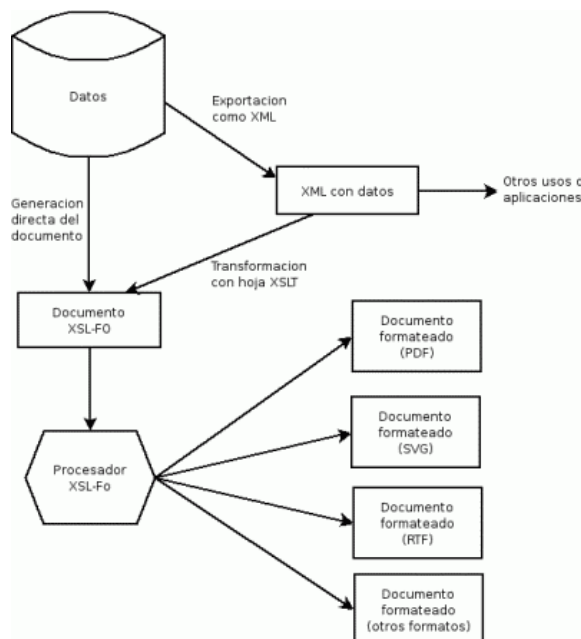 Datos
Exportacion
como XML
XML con datos
Otros usos o
aplicaciones
Generacion
directa del
documento
Transformacion
con hoja XSLT
Documento
XSL-FO
Documento
formateado
(PDF)
Documento
formateado
(SVG)
Procesador
XSL-Fo
Documento
formateado
(RTF)
Documento
formateado
(otros formatos)